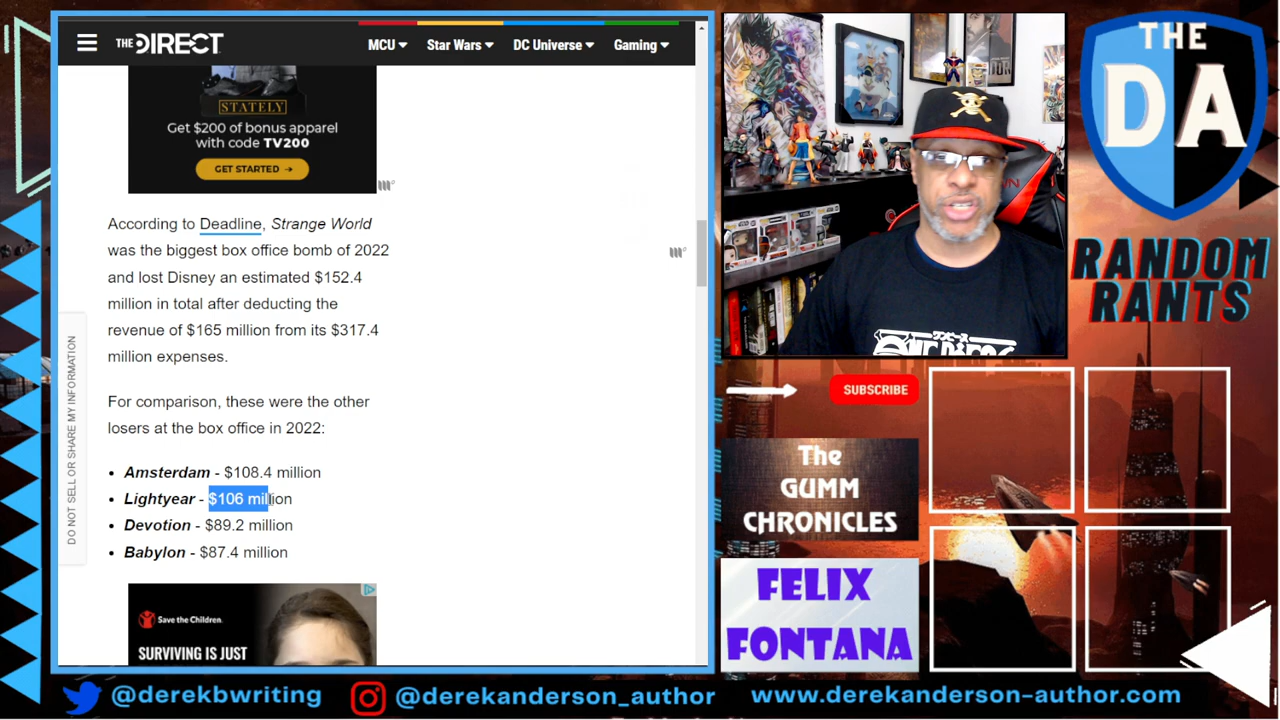 THE DIRECT
MCU
Star Wars
DC Universe
Gaming
STATELY
Get $200 of bonus apparel
with code TV200
GET STARTED →
According to Deadline, Strange World
was the biggest box office bomb of 2022
and lost Disney an estimated $152.4
million in total after deducting the
revenue of $165 million from its $317.4
million expenses.
For comparison, these were the other
losers at the box office in 2022:
• Amsterdam - $108.4 million
• Lightyear - $106 million
• Devotion - $89.2 million
• Babylon - $87.4 million
Save the Children.
SURVIVING IS JUST
DO NOT SELL OR SHARE MY INFORMATION
THE
DA
RANDOM
RANTS
SUBSCRIBE
The
GUMM
CHRONICLES
FELIX
FONTANA
@derekbwriting
@derekanderson_author
www.derekanderson-author.com